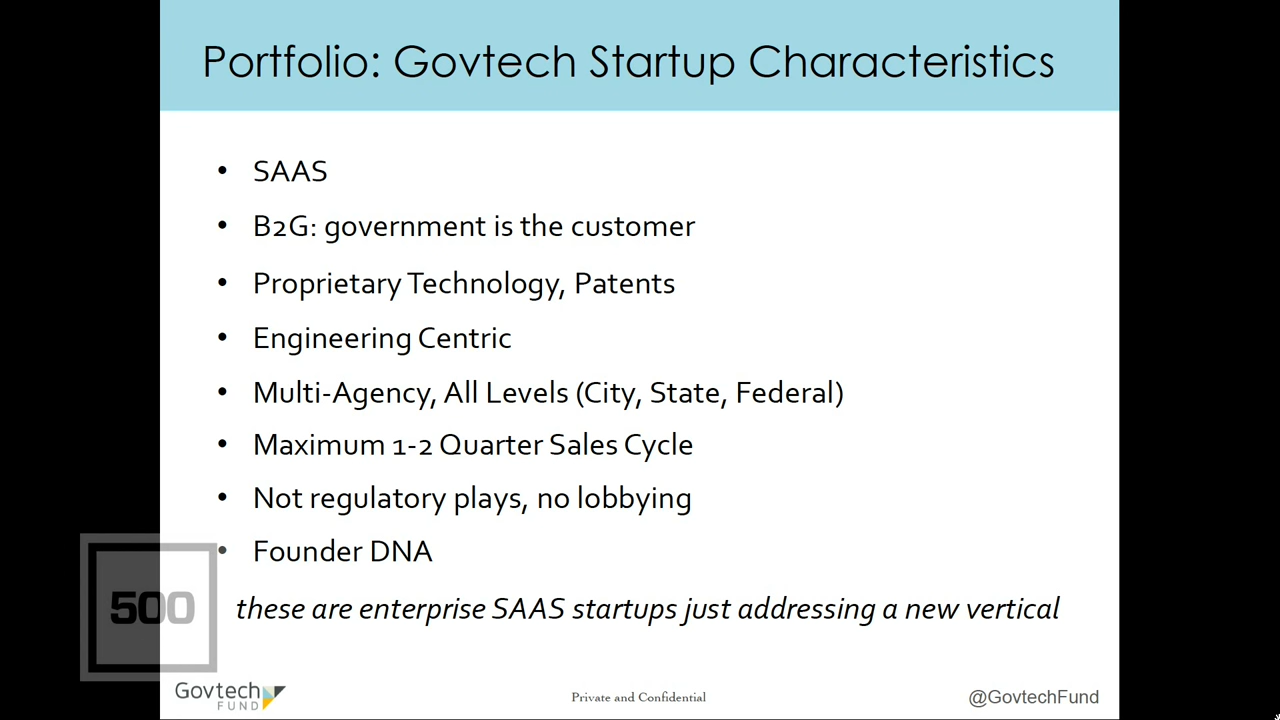 Portfolio: Govtech Startup Characteristics
• SAAS
• B2G: government is the customer
• Proprietary Technology, Patents
• Engineering Centric
• Multi-Agency, All Levels (City, State, Federal)
• Maximum 1-2 Quarter Sales Cycle
• Not regulatory plays, no lobbying
• Founder DNA
these are enterprise SAAS startups just addressing a new vertical
500
Govtech
FUND
Private and Confidential
@GovtechFund